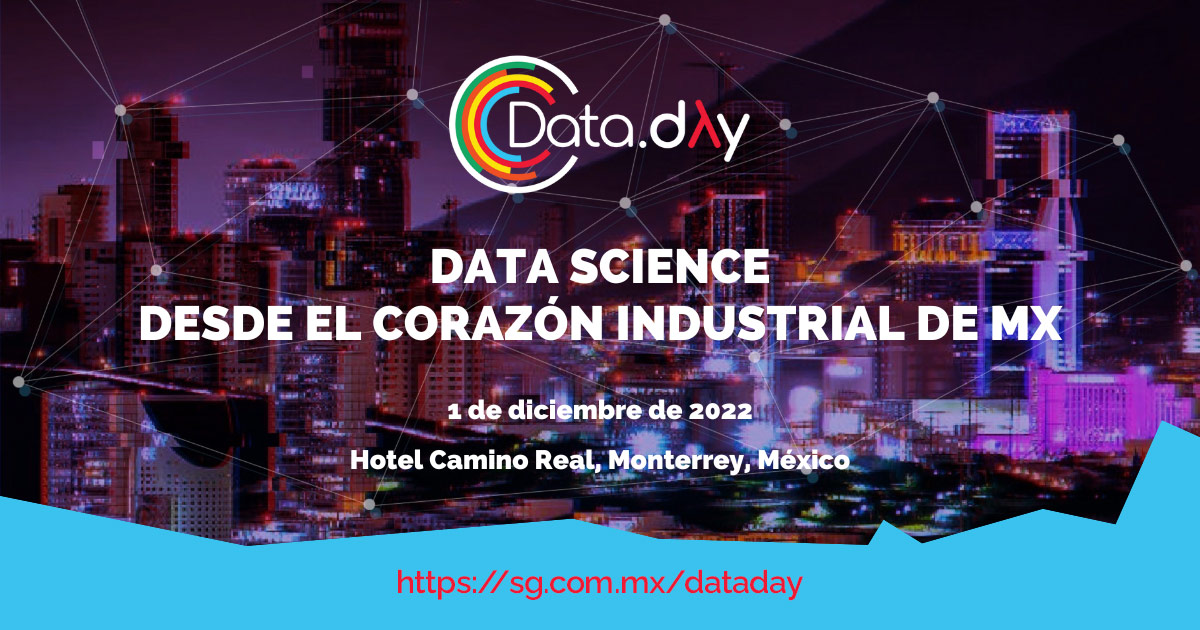 Data.dAy
DATA SCIENCE
DESDE EL CORAZÓN INDUSTRIAL DE MX
1 de diciembre de 2022
Hotel Camino Real, Monterrey, México
https://sg.com.mx/dataday